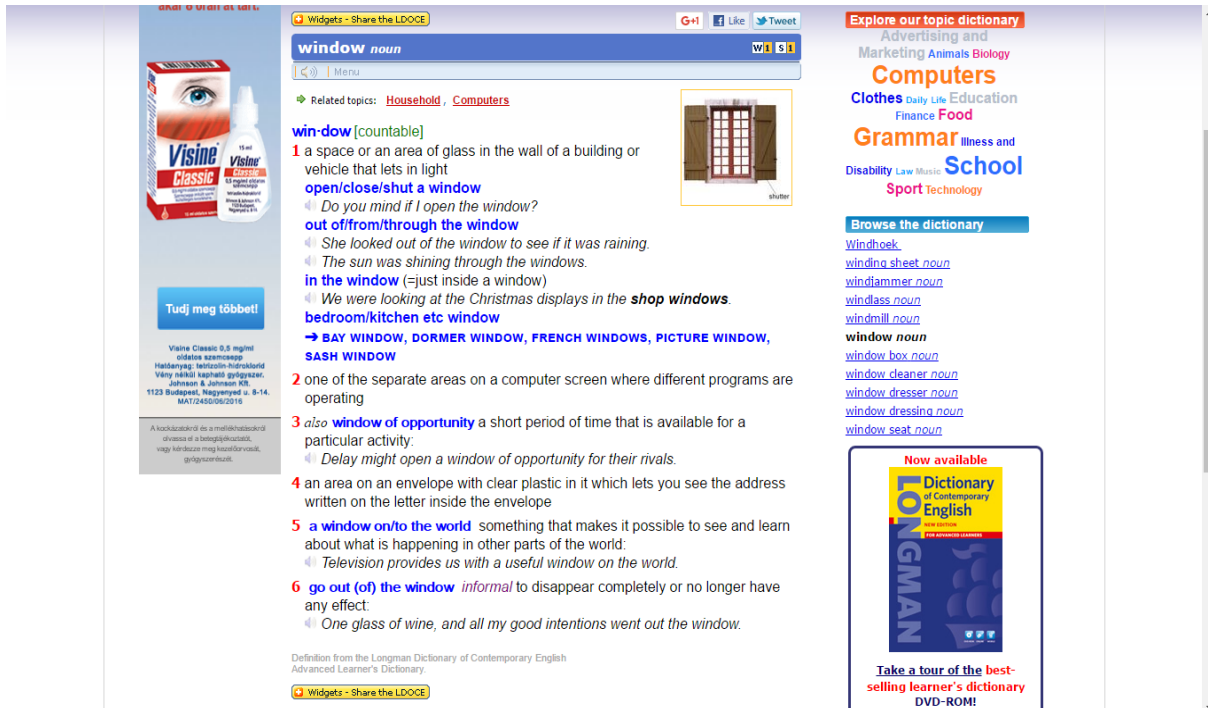 akár 8 órán át tart.
Visine
Classic
15 ml
Visine
Classic
Tudj meg többet!
Visine Classic 0,5 mg/ml
oldatos szemcsepp
Hatóanyag: tetrizolin-hidroklorid
Vény nélkül kapható gyógyszer.
Johnson & Johnson Kft.
1123 Budapest, Nagyenyed u. 8-14.
MAT/2450/06/2016
A kockázatokról és a mellékhatásokról
olvassa el a betegtájékoztatót,
vagy kérdezze meg kezelőorvosát,
gyógyszerészét.
Widgets - Share the LDOCE
G+1 Like Tweet
window noun
W1 S1
Menu
Related topics: Household, Computers
win·dow [countable]
1 a space or an area of glass in the wall of a building or
vehicle that lets in light
open/close/shut a window
Do you mind if I open the window?
out of/from/through the window
She looked out of the window to see if it was raining.
The sun was shining through the windows.
in the window (=just inside a window)
We were looking at the Christmas displays in the shop windows.
bedroom/kitchen etc window
➔ BAY WINDOW, DORMER WINDOW, FRENCH WINDOWS, PICTURE WINDOW,
SASH WINDOW
shutter
2 one of the separate areas on a computer screen where different programs are
operating
3 also window of opportunity a short period of time that is available for a
particular activity:
Delay might open a window of opportunity for their rivals.
4 an area on an envelope with clear plastic in it which lets you see the address
written on the letter inside the envelope
5 a window on/to the world something that makes it possible to see and learn
about what is happening in other parts of the world:
Television provides us with a useful window on the world.
6 go out (of) the window informal to disappear completely or no longer have
any effect:
One glass of wine, and all my good intentions went out the window.
Definition from the Longman Dictionary of Contemporary English
Advanced Learner's Dictionary.
Widgets - Share the LDOCE
Explore our topic dictionary
Advertising and
Marketing Animals Biology
Computers
Clothes Daily Life Education
Finance Food
Grammar Illness and
Disability Law Music School
Sport Technology
Browse the dictionary
Windhoek
winding sheet noun
windjammer noun
windlass noun
windmill noun
window noun
window box noun
window cleaner noun
window dresser noun
window dressing noun
window seat noun
Now available
LONGMAN
Dictionary
of Contemporary
English
NEW EDITION
FOR ADVANCED LEARNERS
Take a tour of the best-
selling learner's dictionary
DVD-ROM!